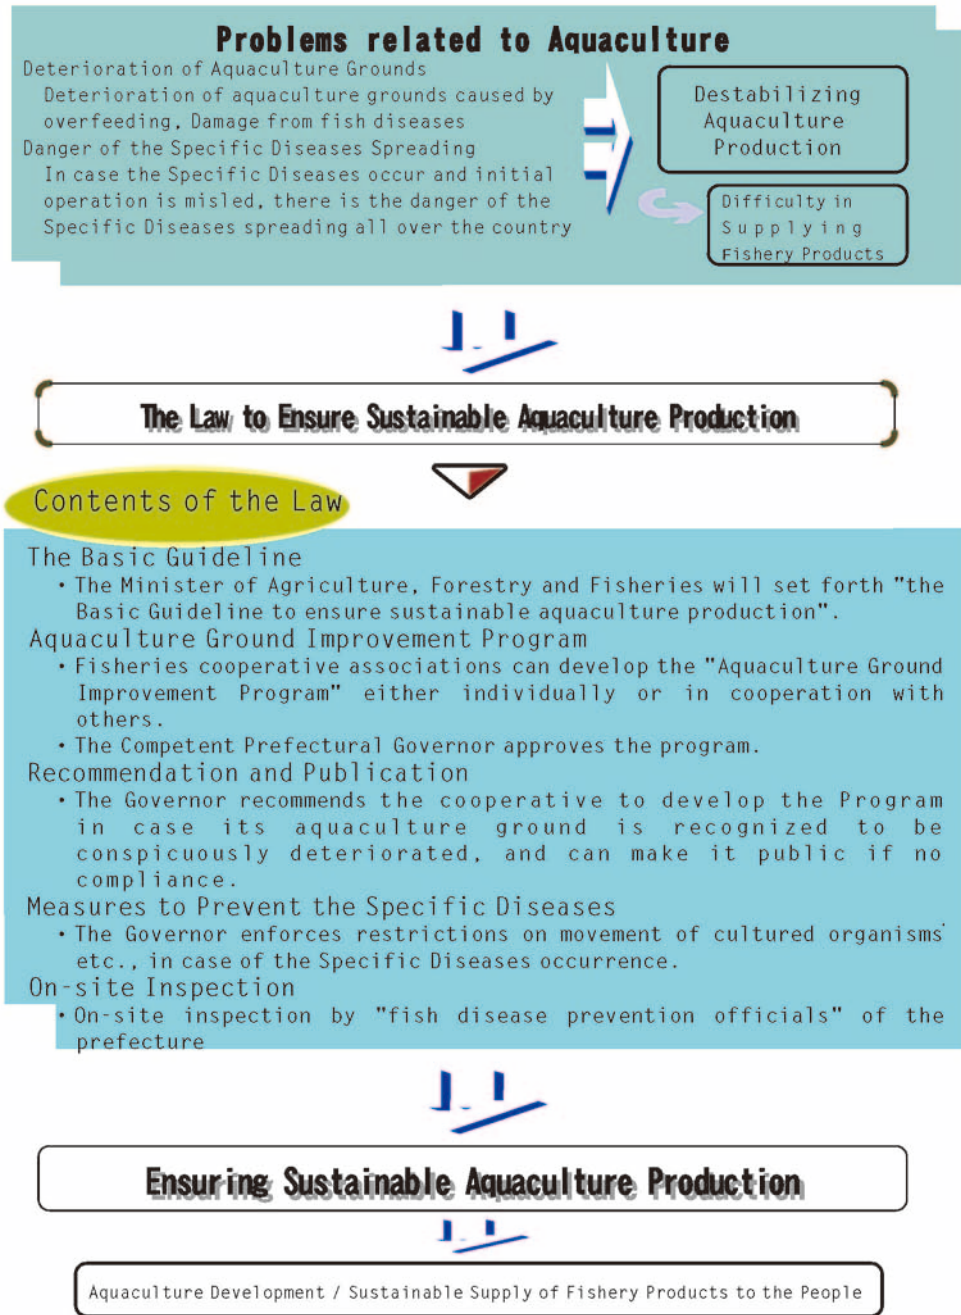 Problems related to Aquaculture
Deterioration of Aquaculture Grounds
Deterioration of aquaculture grounds caused by
overfeeding, Damage from fish diseases
Danger of the Specific Diseases Spreading
In case the Specific Diseases occur and initial
operation is misled, there is the danger of the
Specific Diseases spreading all over the country
Destabilizing
Aquaculture
Production
Difficulty in
Supplying
Fishery Products
The Law to Ensure Sustainable Aquaculture Production
Contents of the Law
The Basic Guideline
・The Minister of Agriculture, Forestry and Fisheries will set forth "the
Basic Guideline to ensure sustainable aquaculture production".
Aquaculture Ground Improvement Program
・Fisheries cooperative associations can develop the "Aquaculture Ground
Improvement Program" either individually or in cooperation with
others.
・The Competent Prefectural Governor approves the program.
Recommendation and Publication
・The Governor recommends the cooperative to develop the Program
in case its aquaculture ground is recognized to be
conspicuously deteriorated, and can make it public if no
compliance.
Measures to Prevent the Specific Diseases
・The Governor enforces restrictions on movement of cultured organisms
etc., in case of the Specific Diseases occurrence.
On-site Inspection
・On-site inspection by "fish disease prevention officials" of the
prefecture
Ensuring Sustainable Aquaculture Production
Aquaculture Development / Sustainable Supply of Fishery Products to the People